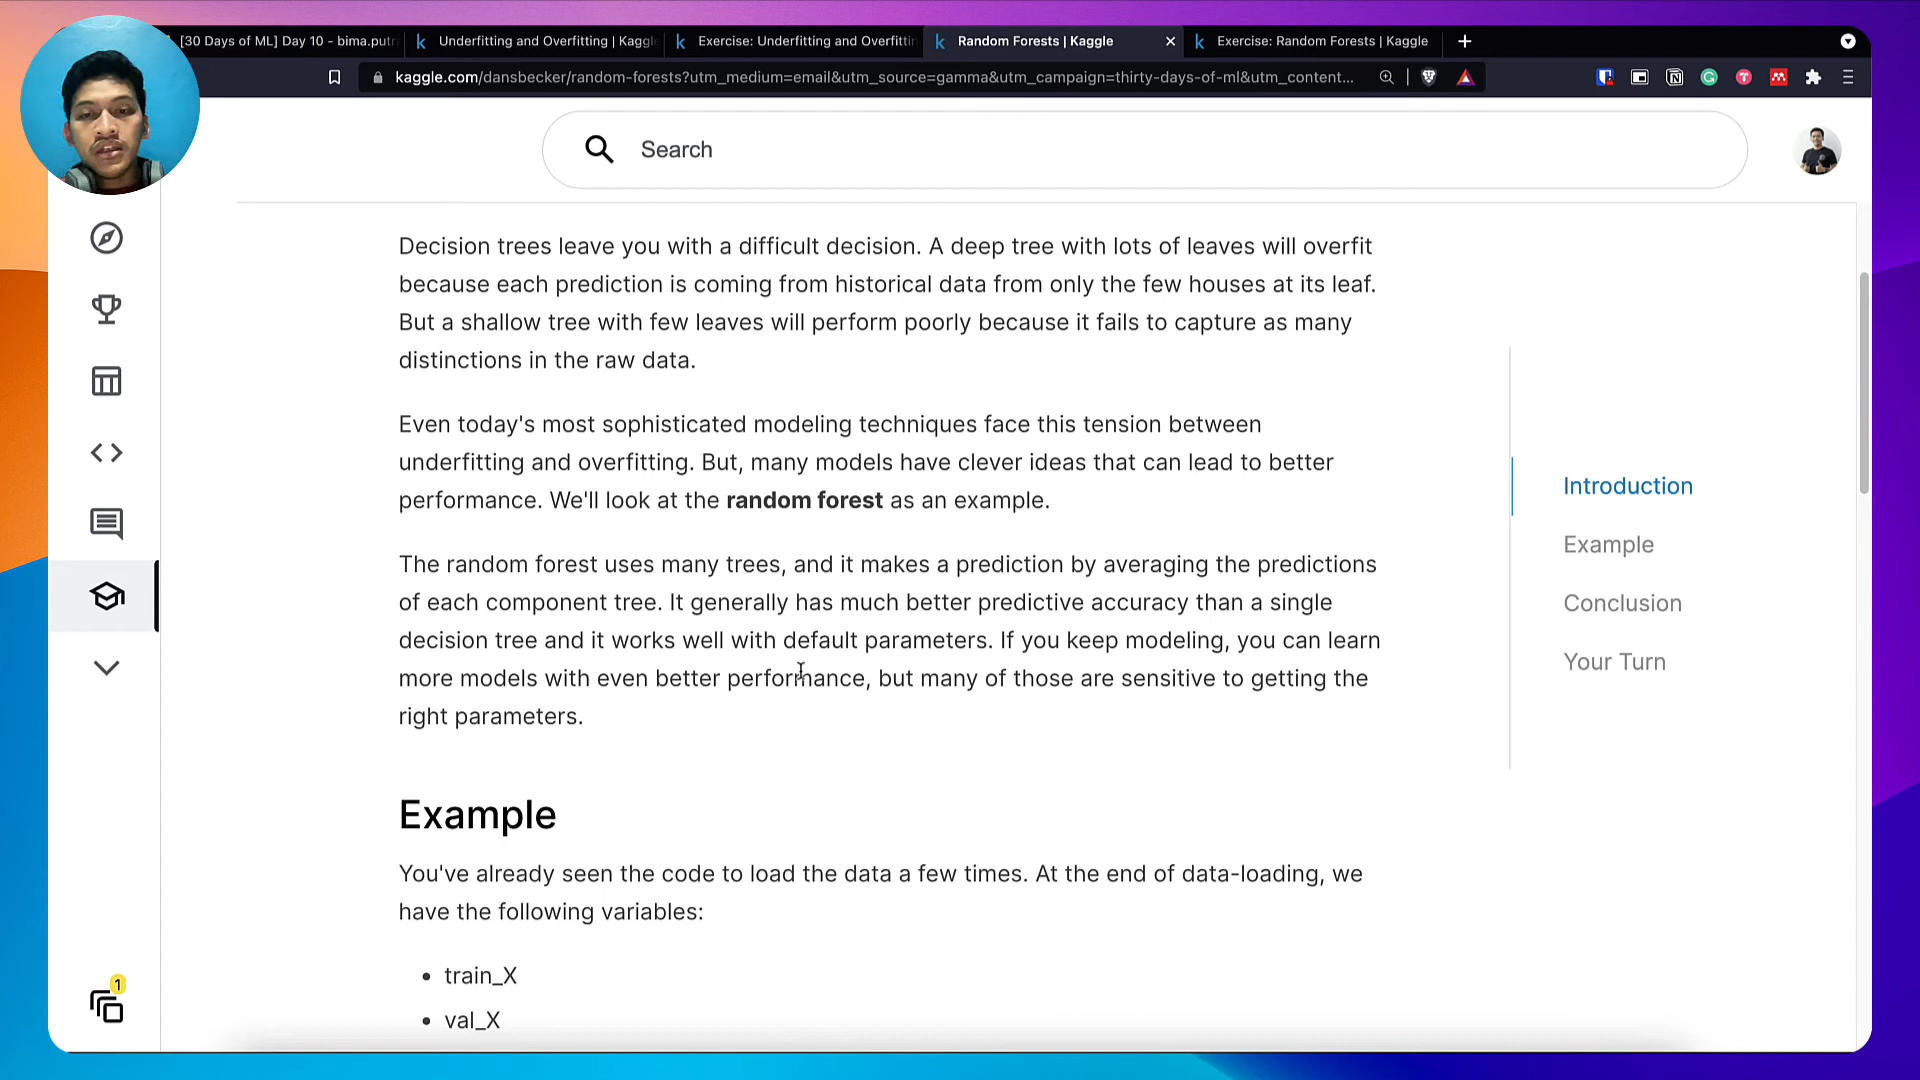 [30 Days of ML] Day 10 - bima.putr
Underfitting and Overfitting | Kaggl
Exercise: Underfitting and Overfittin
Random Forests | Kaggle
Exercise: Random Forests | Kaggle
kaggle.com/dansbecker/random-forests?utm_medium=email&utm_source=gamma&utm_campaign=thirty-days-of-ml&utm_content...
Search
Decision trees leave you with a difficult decision. A deep tree with lots of leaves will overfit
because each prediction is coming from historical data from only the few houses at its leaf.
But a shallow tree with few leaves will perform poorly because it fails to capture as many
distinctions in the raw data.
Even today's most sophisticated modeling techniques face this tension between
underfitting and overfitting. But, many models have clever ideas that can lead to better
performance. We'll look at the random forest as an example.
The random forest uses many trees, and it makes a prediction by averaging the predictions
of each component tree. It generally has much better predictive accuracy than a single
decision tree and it works well with default parameters. If you keep modeling, you can learn
more models with even better performance, but many of those are sensitive to getting the
right parameters.
Example
You've already seen the code to load the data a few times. At the end of data-loading, we
have the following variables:
• train_X
• val_X
Introduction
Example
Conclusion
Your Turn
1